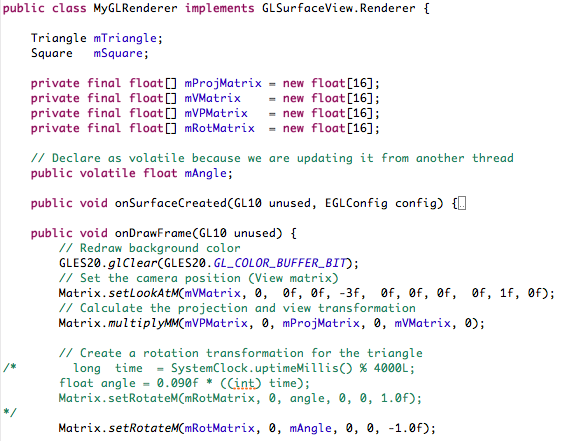 public class MyGLRenderer implements GLSurfaceView.Renderer {
Triangle mTriangle;
Square   mSquare;
private final float[] mProjMatrix = new float[16];
private final float[] mVMatrix    = new float[16];
private final float[] mVPMatrix   = new float[16];
private final float[] mRotMatrix  = new float[16];
// Declare as volatile because we are updating it from another thread
public volatile float mAngle;
public void onSurfaceCreated(GL10 unused, EGLConfig config) {
public void onDrawFrame(GL10 unused) {
// Redraw background color
GLES20.glClear(GLES20.GL_COLOR_BUFFER_BIT);
// Set the camera position (View matrix)
Matrix.setLookAtM(mVMatrix, 0,  0f, 0f, -3f,  0f, 0f, 0f,  0f, 1f, 0f);
// Calculate the projection and view transformation
Matrix.multiplyMM(mVPMatrix, 0, mProjMatrix, 0, mVMatrix, 0);
// Create a rotation transformation for the triangle
/*        long  time  = SystemClock.uptimeMillis() % 4000L;
float angle = 0.090f * ((int) time);
Matrix.setRotateM(mRotMatrix, 0, angle, 0, 0, 1.0f);
*/
Matrix.setRotateM(mRotMatrix, 0, mAngle, 0, 0, -1.0f);